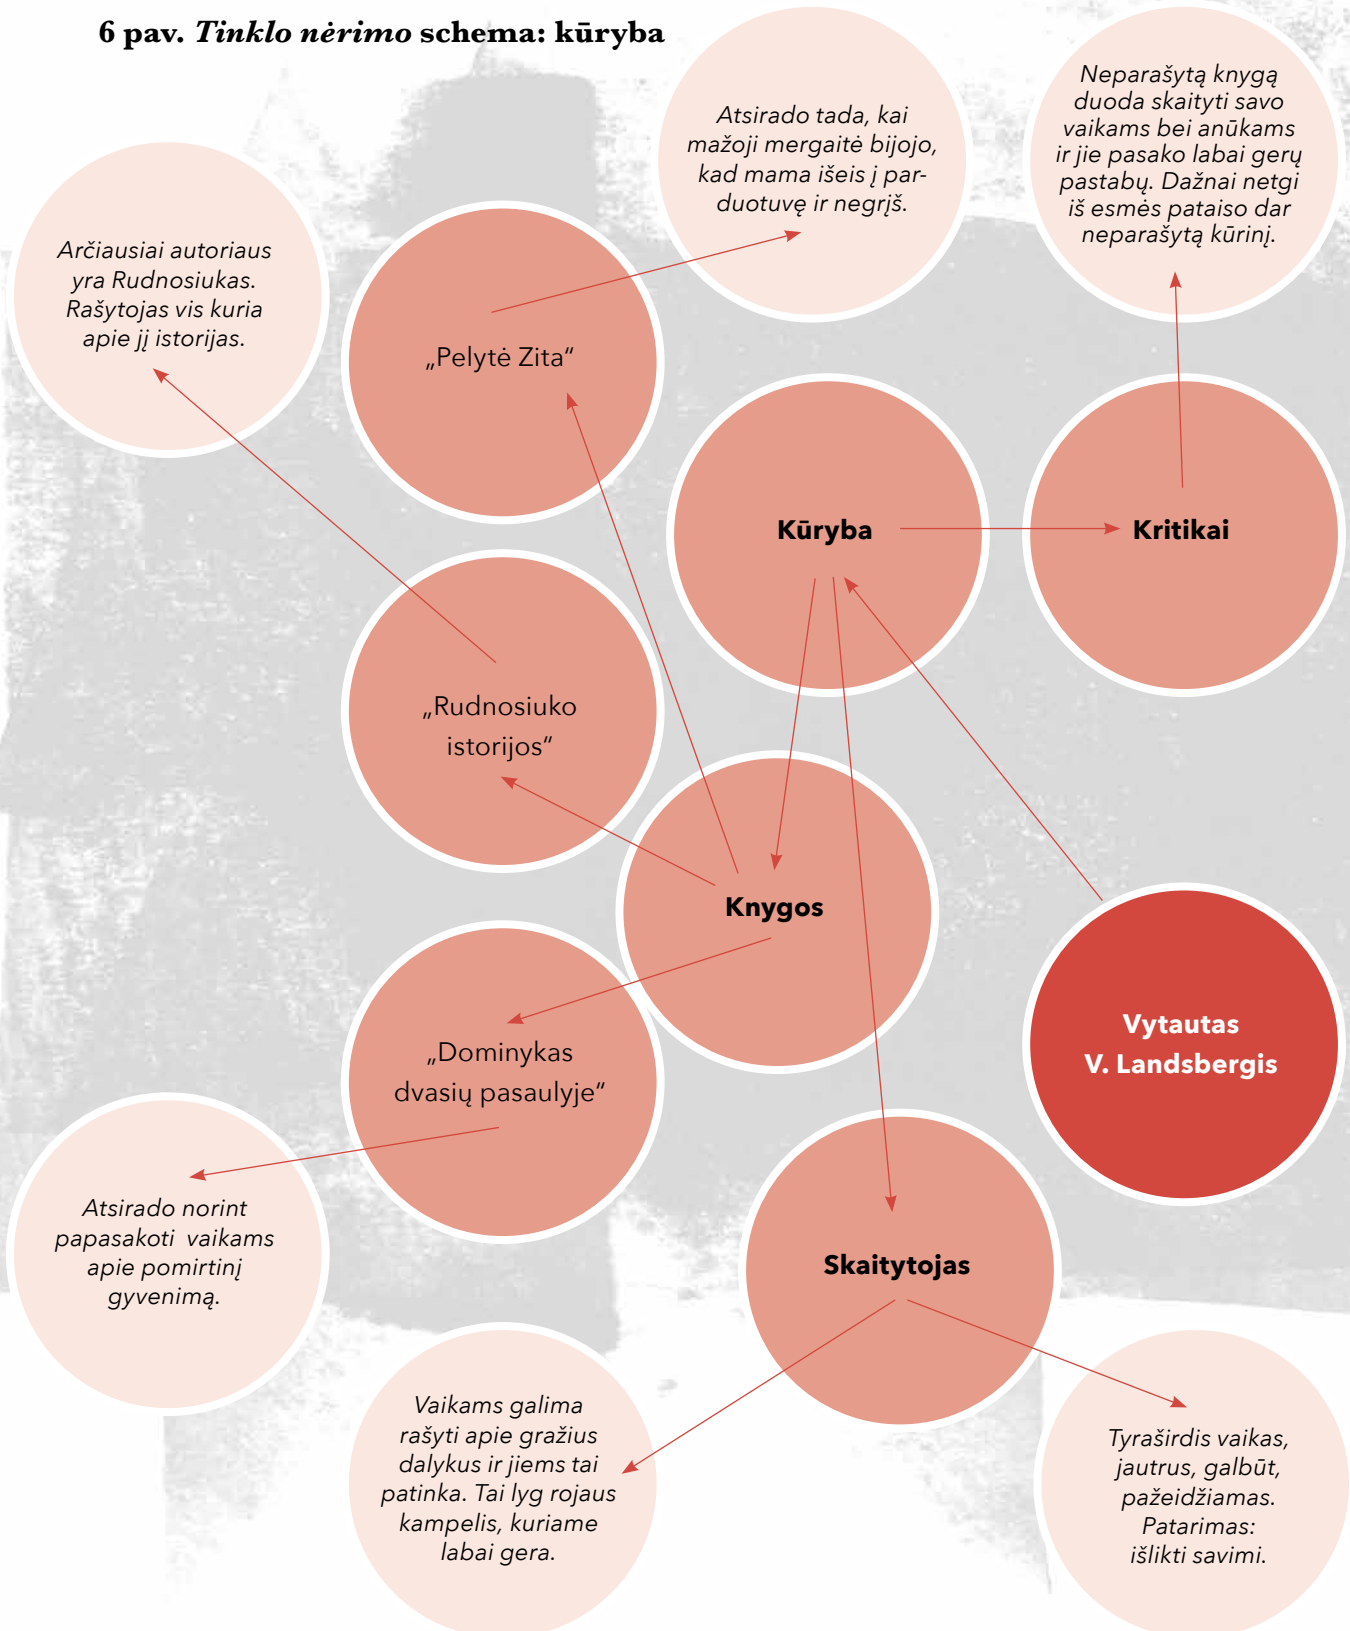 6 pav. Tinklo nėrimo schema: kūryba
Neparašytą knygą
duoda skaityti savo
vaikams bei anūkams
ir jie pasako labai gerų
pastabų. Dažnai netgi
iš esmės pataiso dar
neparašytą kūrinį.
Atsirado tada, kai
mažoji mergaitė bijojo,
kad mama išeis į par-
duotuvę ir negrįš.
Arčiausiai autoriaus
yra Rudnosiukas.
Rašytojas vis kuria
apie jį istorijas.
„Pelytė Zita“
Kūryba
Kritikai
„Rudnosiuko
istorijos“
Knygos
Vytautas
V. Landsbergis
„Dominykas
dvasių pasaulyje“
Atsirado norint
papasakoti vaikams
apie pomirtinį
gyvenimą.
Skaitytojas
Vaikams galima
rašyti apie gražius
dalykus ir jiems tai
patinka. Tai lyg rojaus
kampelis, kuriame
labai gera.
Tyraširdis vaikas,
jautrus, galbūt,
pažeidžiamas.
Patarimas:
išlikti savimi.